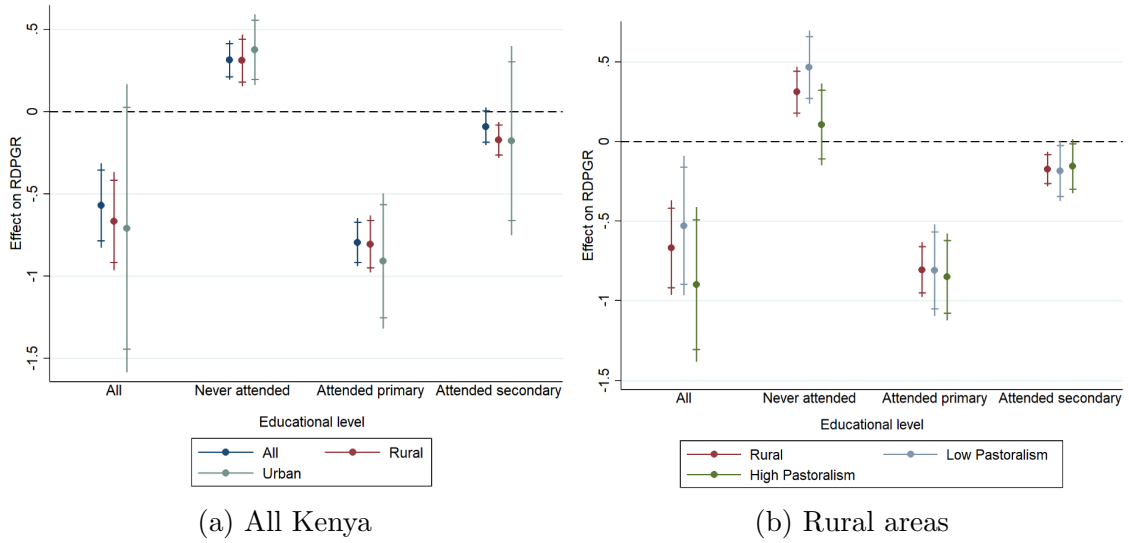 Effect on RDPGR
.5
0
-.5
-1
-1.5
All
Never attended
Attended primary
Attended secondary
Educational level
All
Rural
Urban
(a) All Kenya
Effect on RDPGR
.5
0
-.5
-1
-1.5
All
Never attended
Attended primary
Attended secondary
Educational level
Rural
Low Pastoralism
High Pastoralism
(b) Rural areas